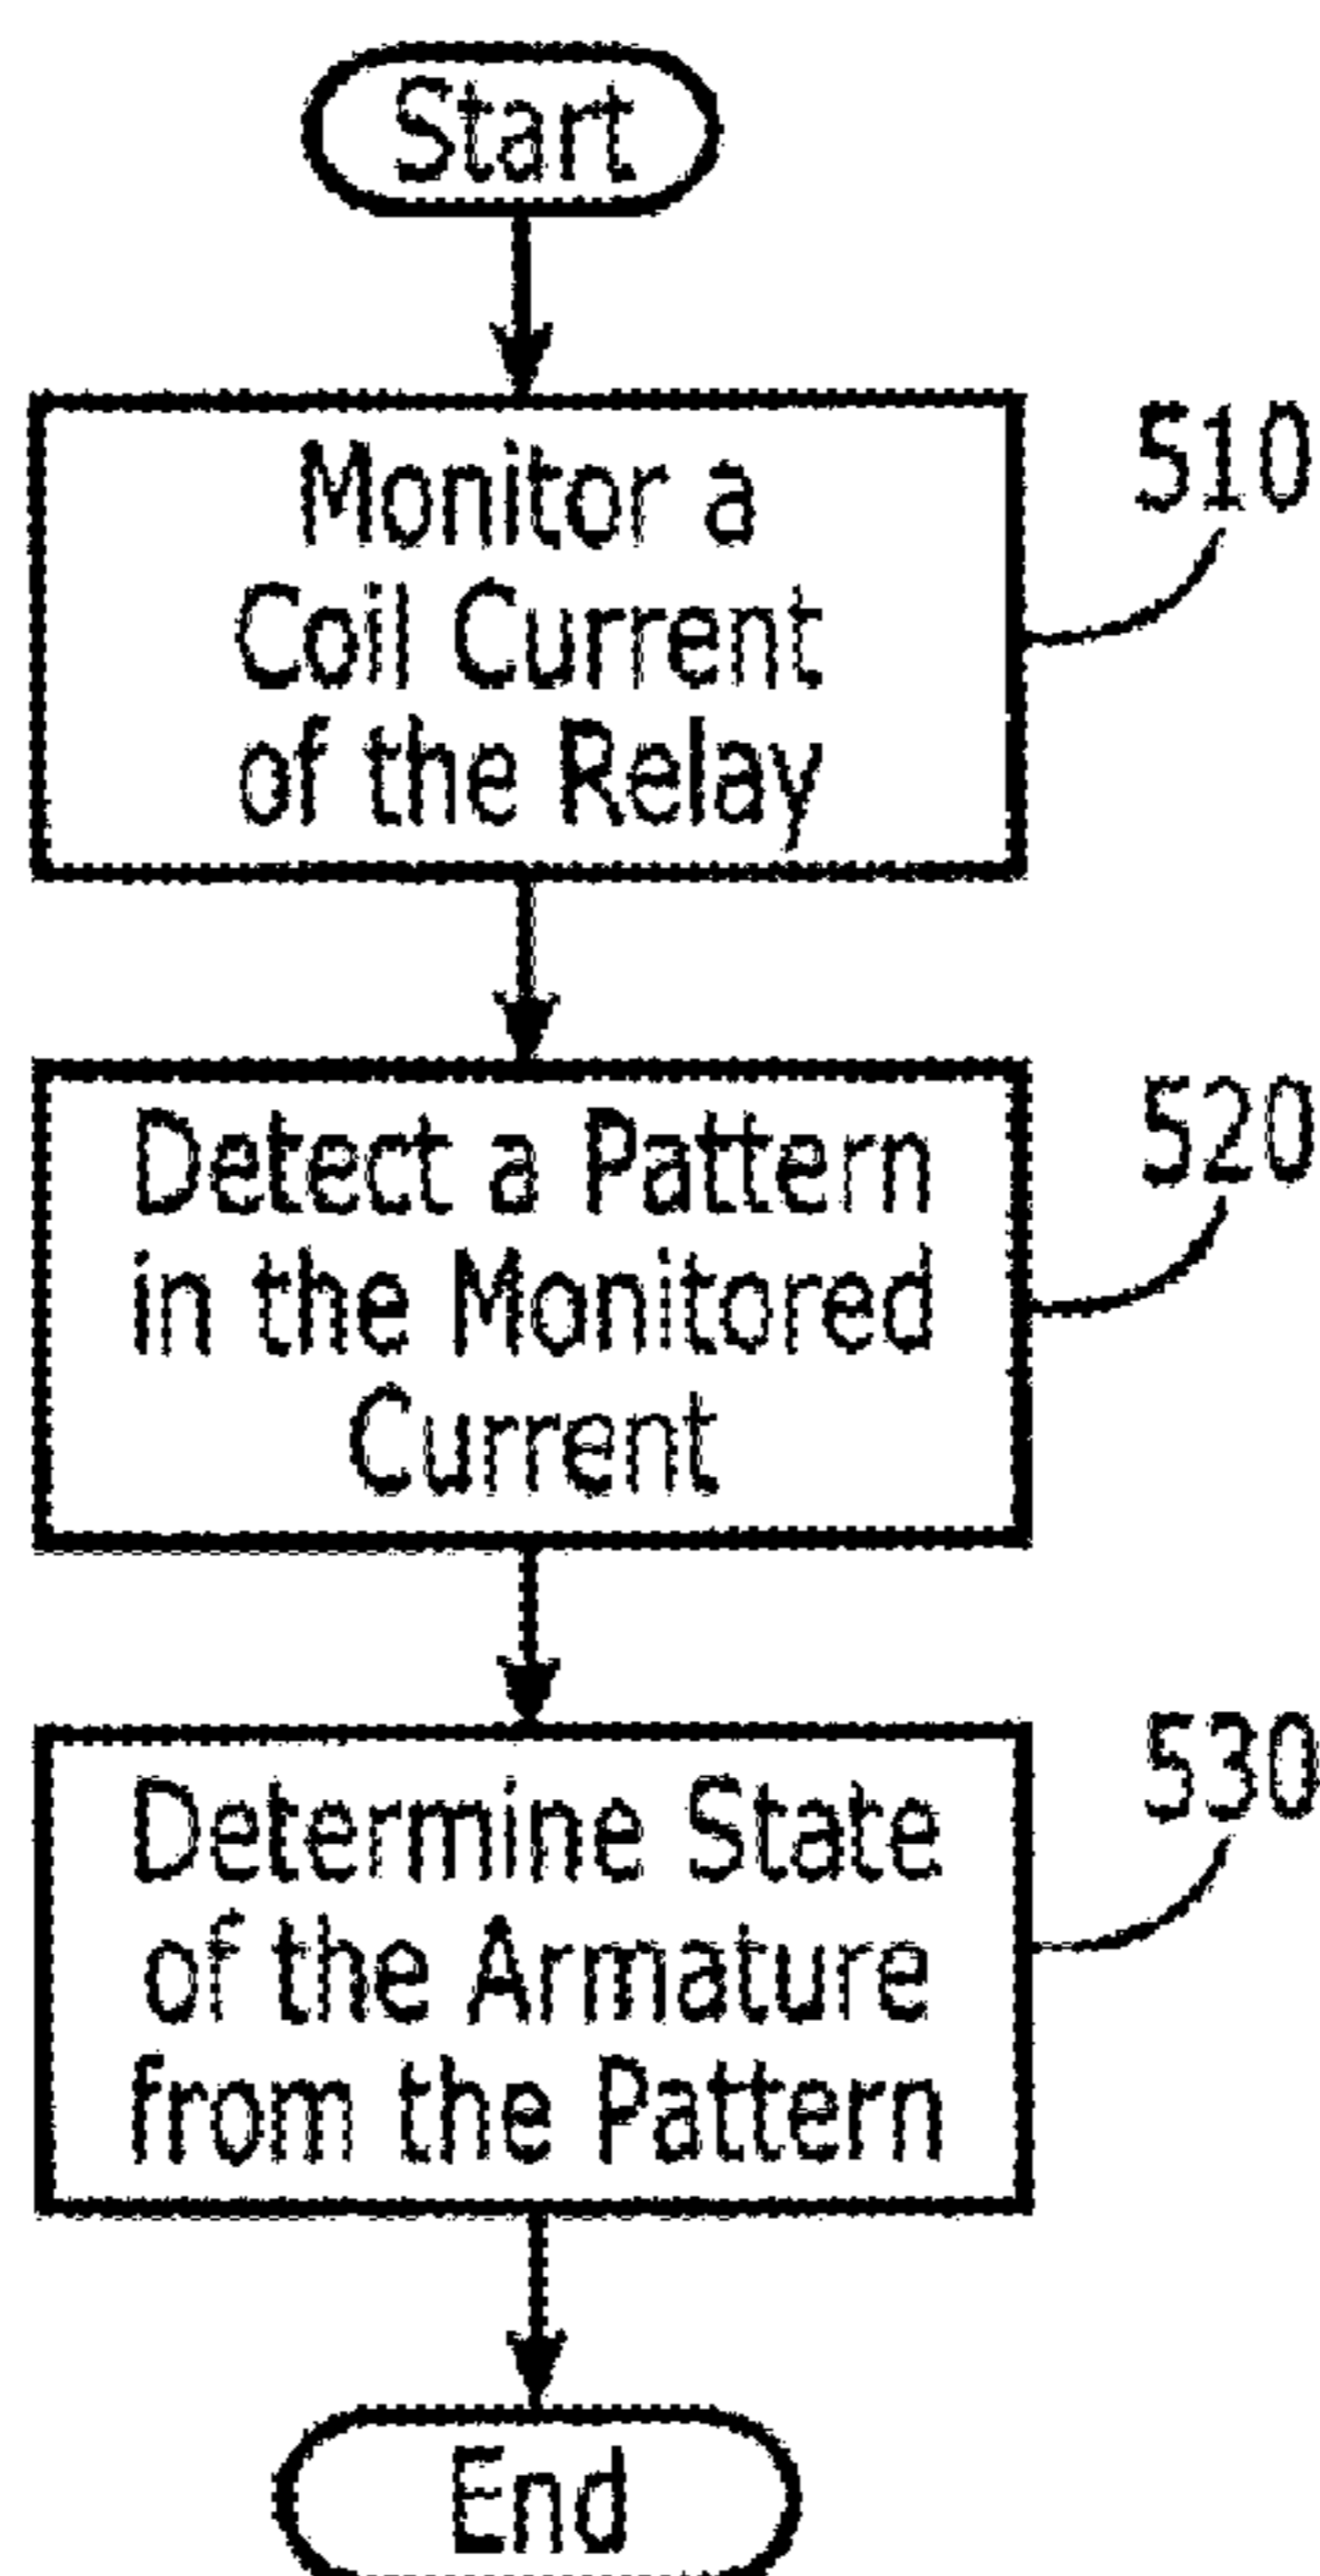 Start
Monitor a
Coil Current
of the Relay
510
Detect a Pattern
in the Monitored
Current
520
Determine State
of the Armature
from the Pattern
530
End